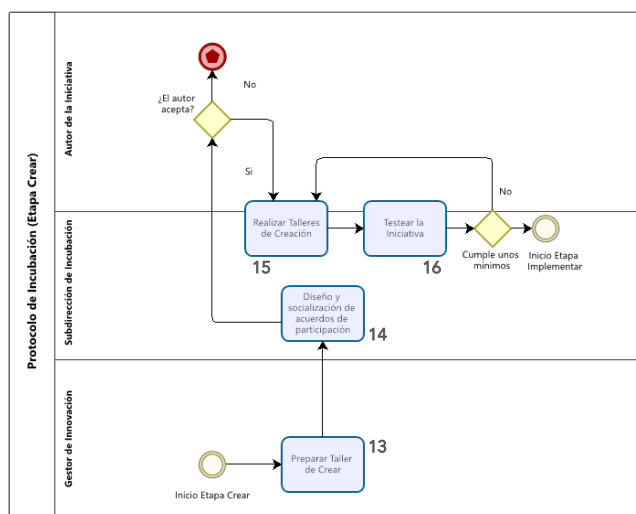 Protocolo de Incubación (Etapa Crear)
Autor de la Iniciativa
¿El autor
acepta?
No
Si
No
Subdirección de Incubación
Realizar Talleres
de Creación
15
Testear la
Iniciativa
16
Cumple unos
minimos
Inicio Etapa
Implementar
Diseño y
socialización de
acuerdos de
participación
14
Gestor de Innovación
Inicio Etapa Crear
Preparar Taller
de Crear
13